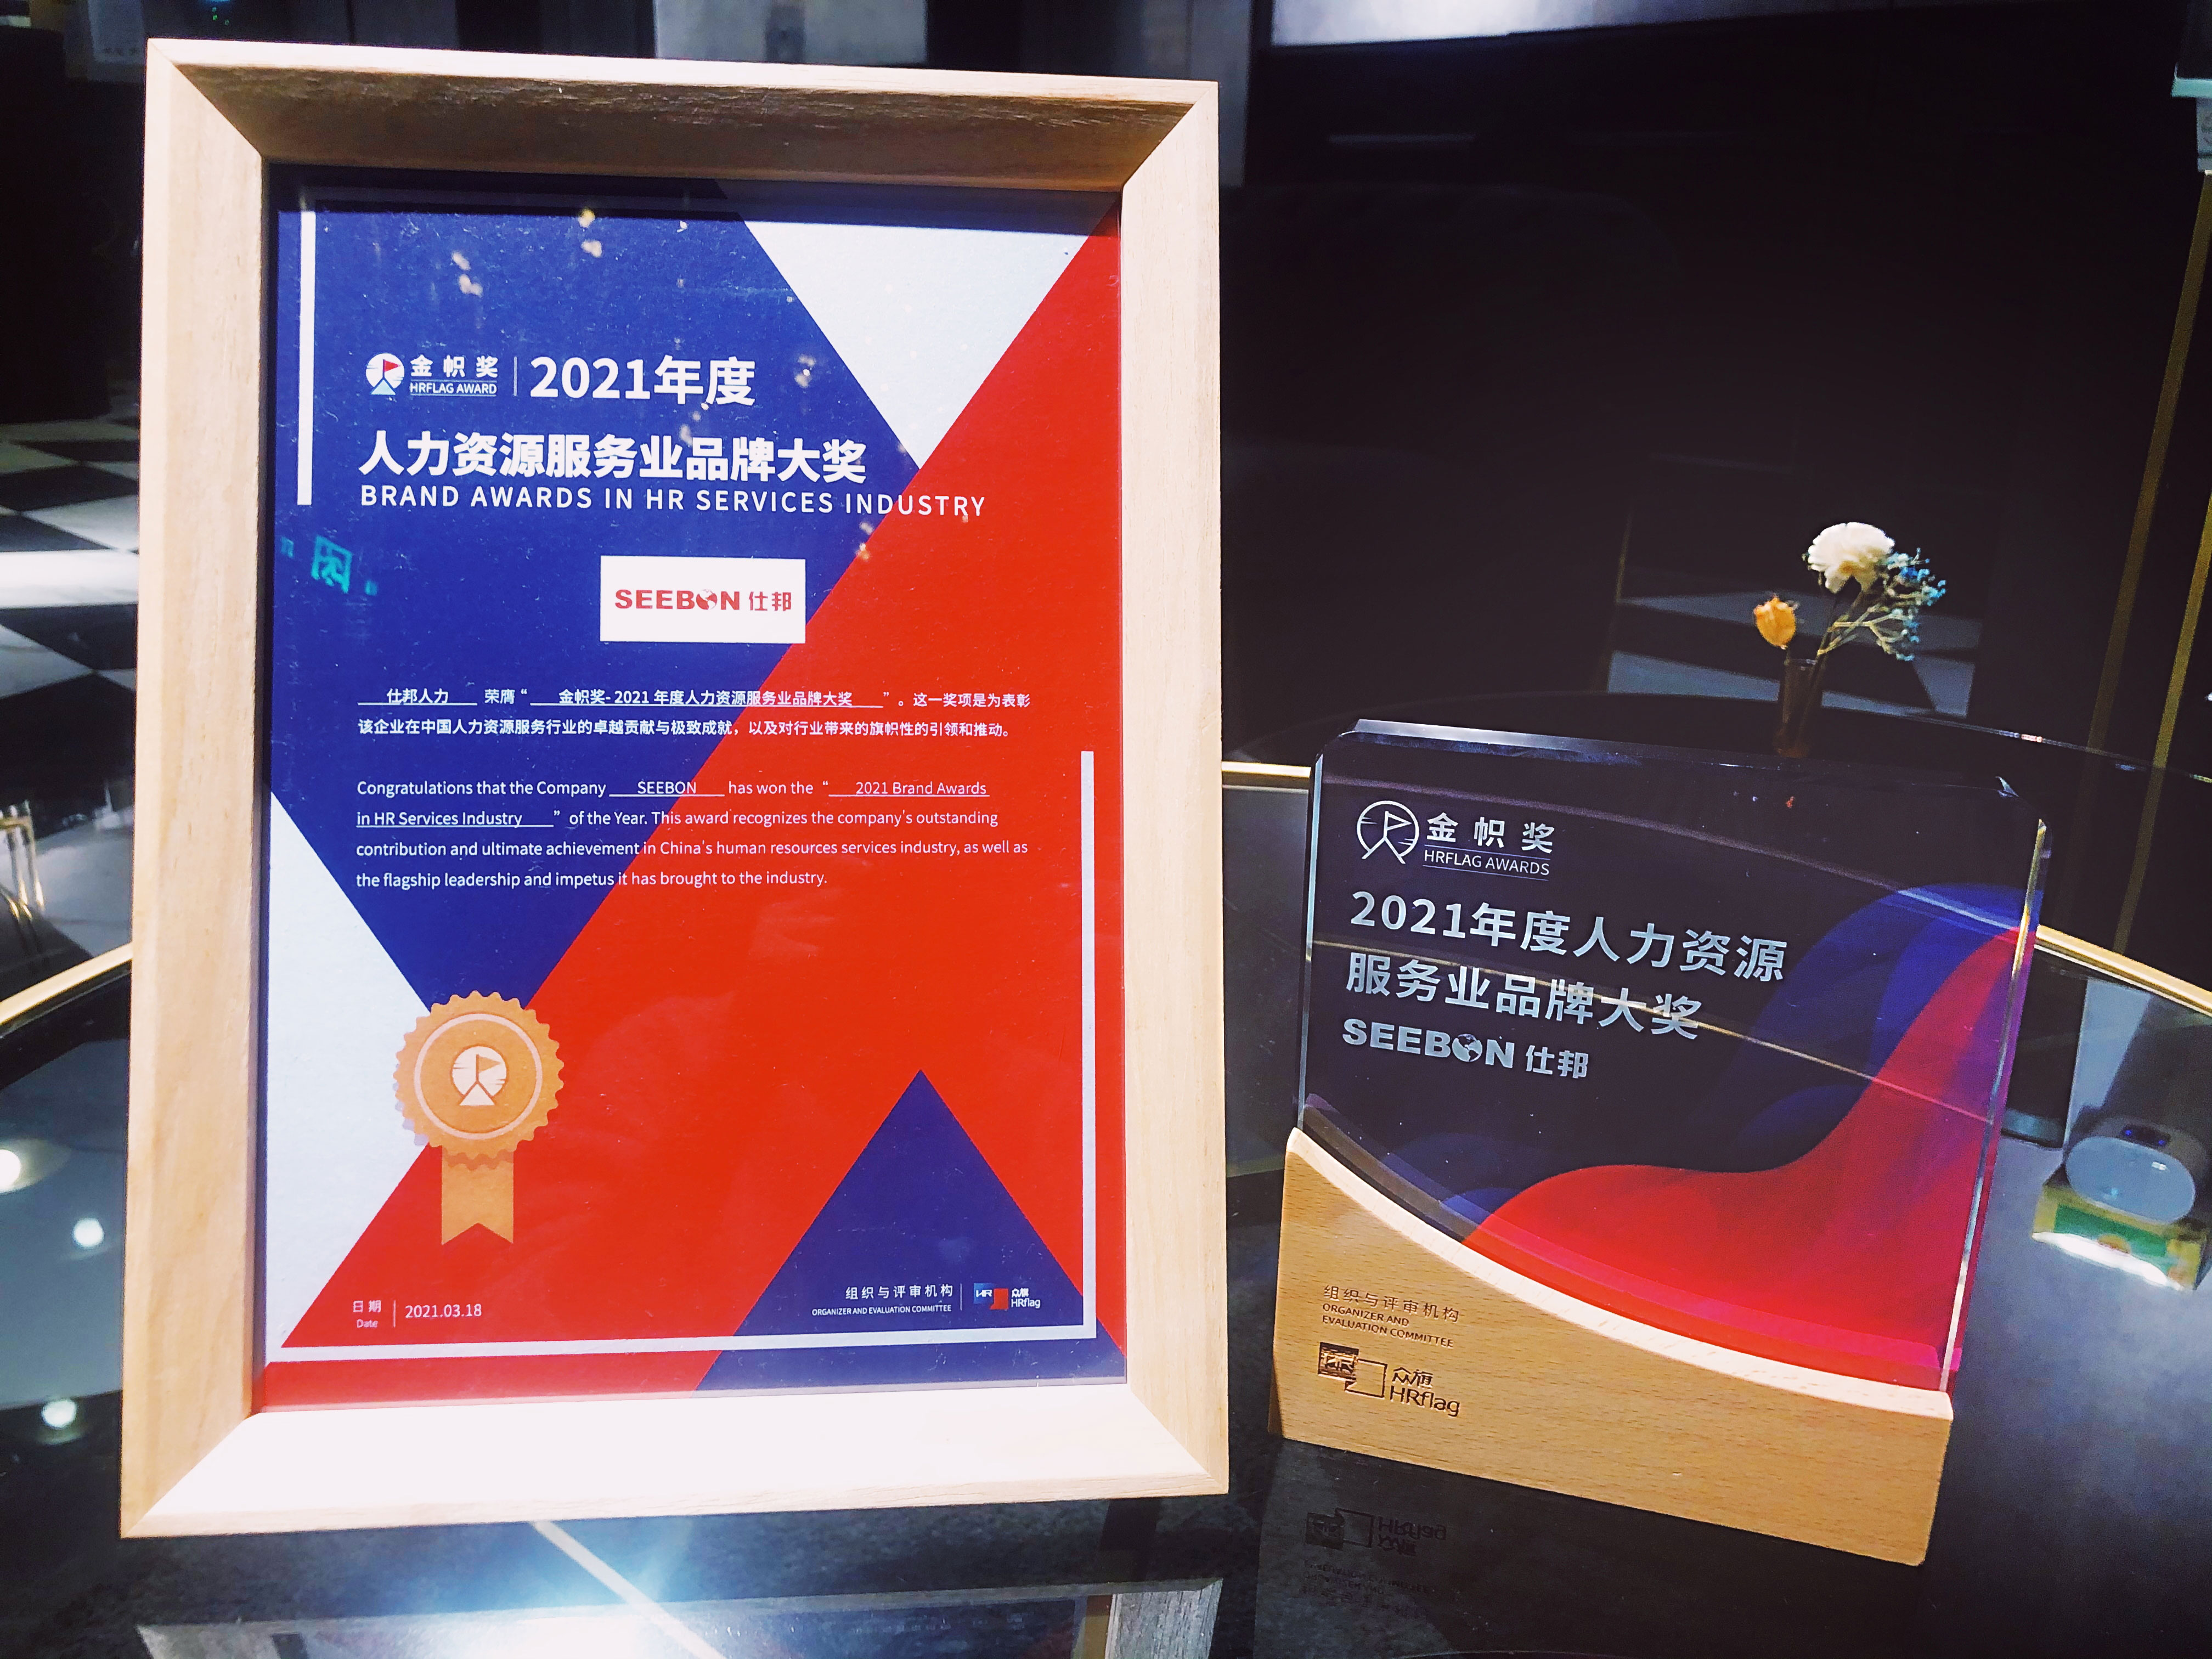 金帜奖
HRFLAG AWARD
2021年度
人力资源服务业品牌大奖
BRAND AWARDS IN HR SERVICES INDUSTRY
SEEBON 仕邦
仕邦人力 荣膺“ 金帜奖- 2021 年度人力资源服务业品牌大奖 ”。这一奖项是为表彰
该企业在中国人力资源服务行业的卓越贡献与极致成就，以及对行业带来的旗帜性的引领和推动。
Congratulations that the Company SEEBON has won the “ 2021 Brand Awards
in HR Services Industry ” of the Year. This award recognizes the company's outstanding
contribution and ultimate achievement in China's human resources services industry, as well as
the flagship leadership and impetus it has brought to the industry.
日期
Date
2021.03.18
组织与评审机构
ORGANIZER AND EVALUATION COMMITTEE
HR
众旗
HRflag
金帜奖
HRFLAG AWARDS
2021年度人力资源
服务业品牌大奖
SEEBON 仕邦
组织与评审机构
ORGANIZER AND
EVALUATION COMMITTEE
HR
众旗
HRflag